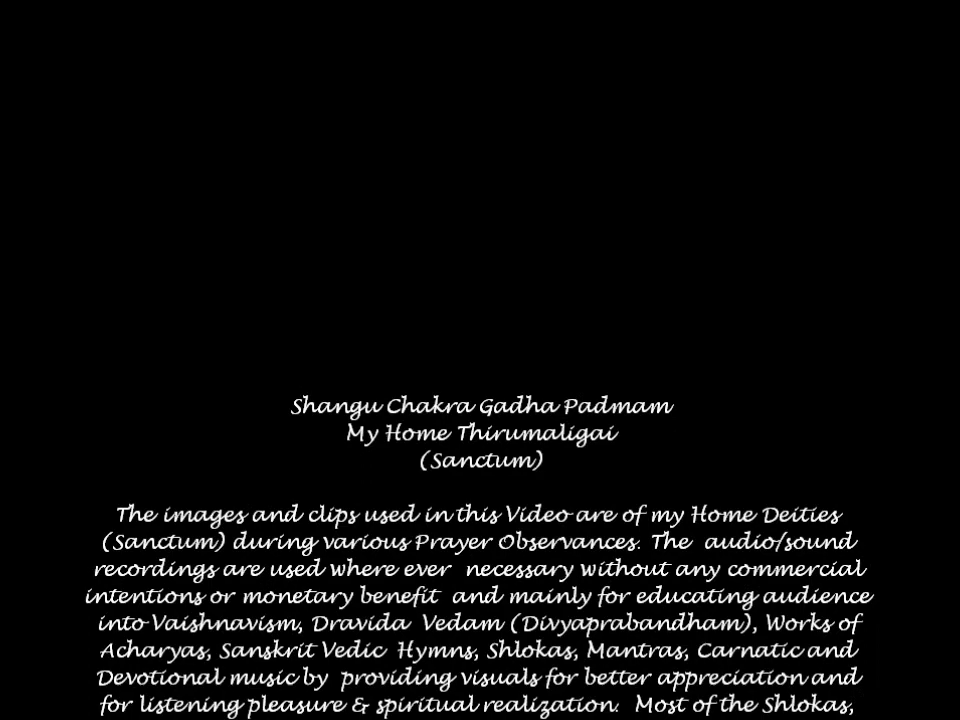 Shangu Chakra Gadha Padmam
My Home Thirumaligai
(Sanctum)
The images and clips used in this Video are of my Home Deities
(Sanctum) during various Prayer Observances. The audio/sound
recordings are used where ever necessary without any commercial
intentions or monetary benefit and mainly for educating audience
into Vaishnavism, Dravida Vedam (Divyaprabandham), Works of
Acharyas, Sanskrit Vedic Hymns, Shlokas, Mantras, Carnatic and
Devotional music by providing visuals for better appreciation and
for listening pleasure & spiritual realization. Most of the Shlokas,